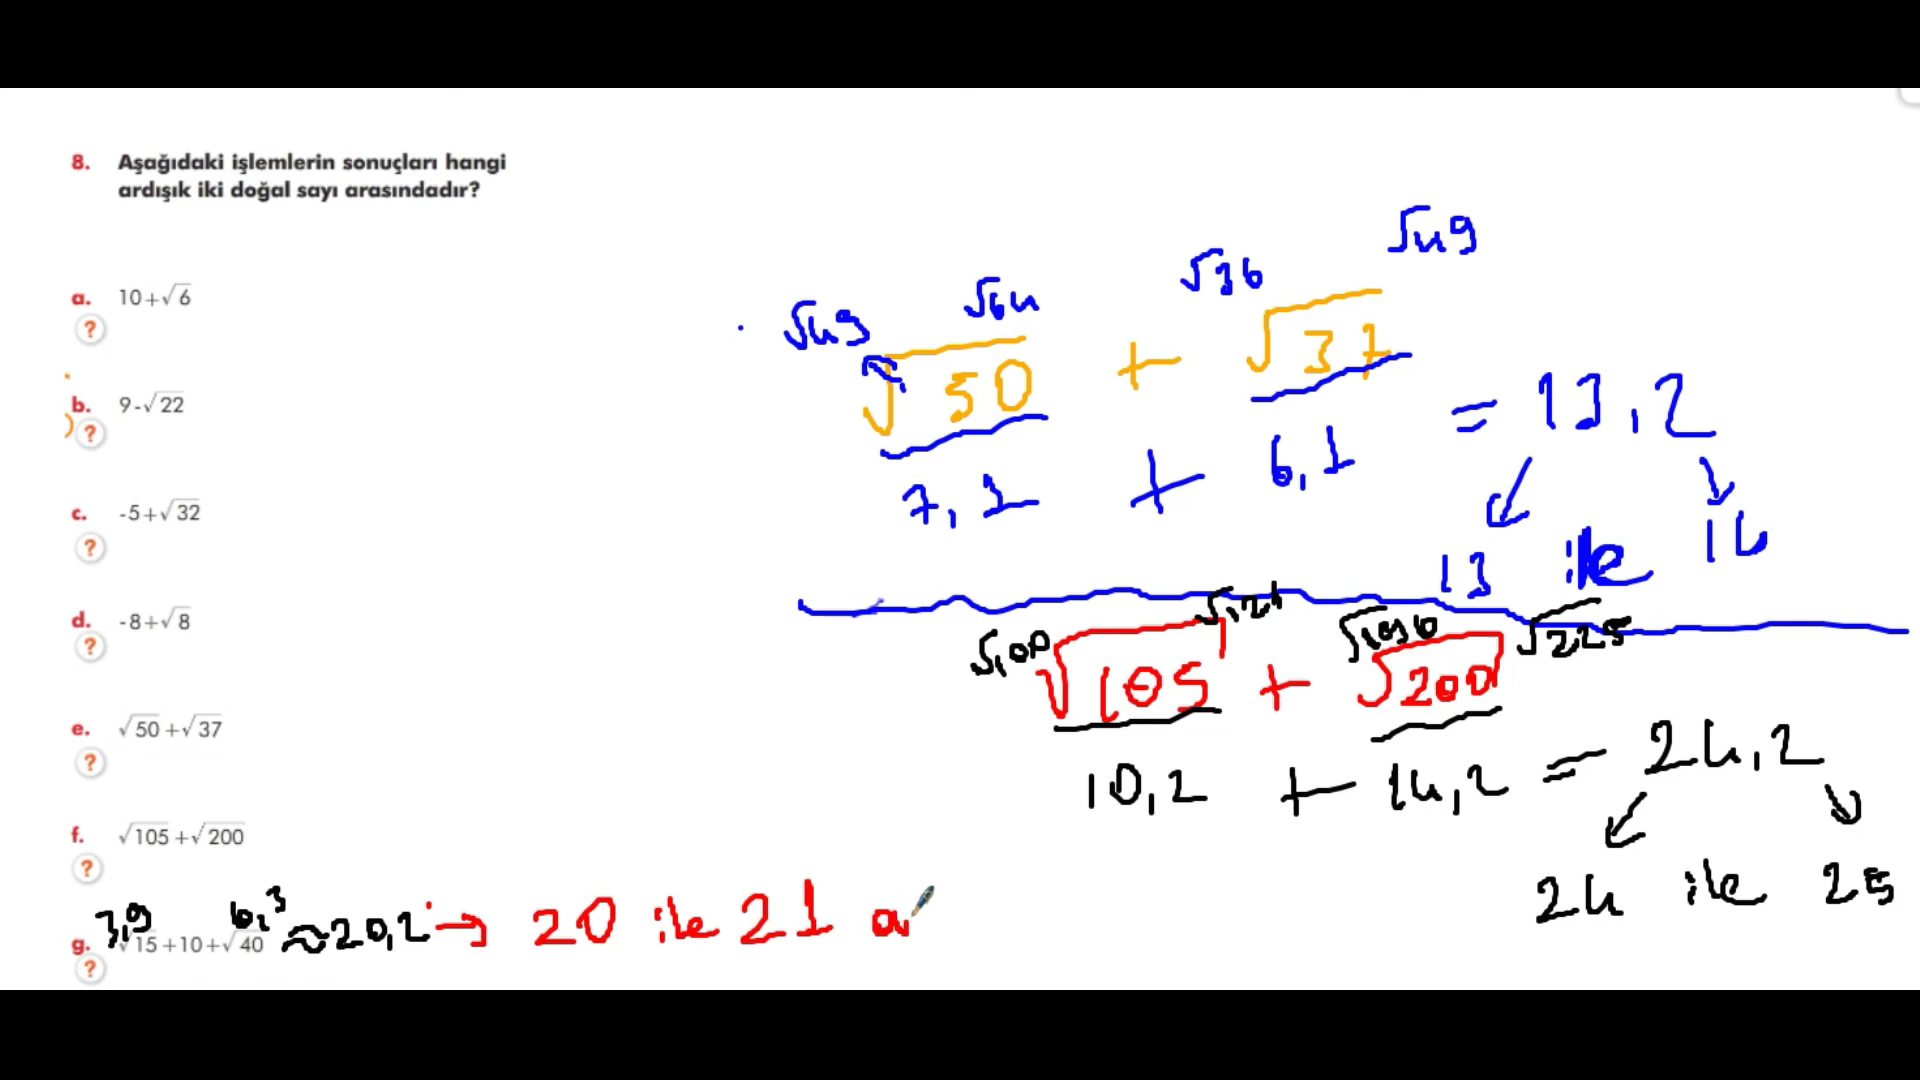 8. Aşağıdaki işlemlerin sonuçları hangi
ardışık iki doğal sayı arasındadır?
a. 10+√6
?
b. 9-√22
?
c. -5+√32
?
d. -8+√8
?
e. √50+√37
?
f. √105+√200
?
3,9 6,3 ≈20,2 → 20 ile 21 a
g. √15+10+√40
?
√49 √64 √36 √49
√50 + √37 = 13,2
7,1 + 6,1
13 ile 14
√100 √121 √196 √225
√105 + √200
10,2 + 14,2 = 24,2
24 ile 25